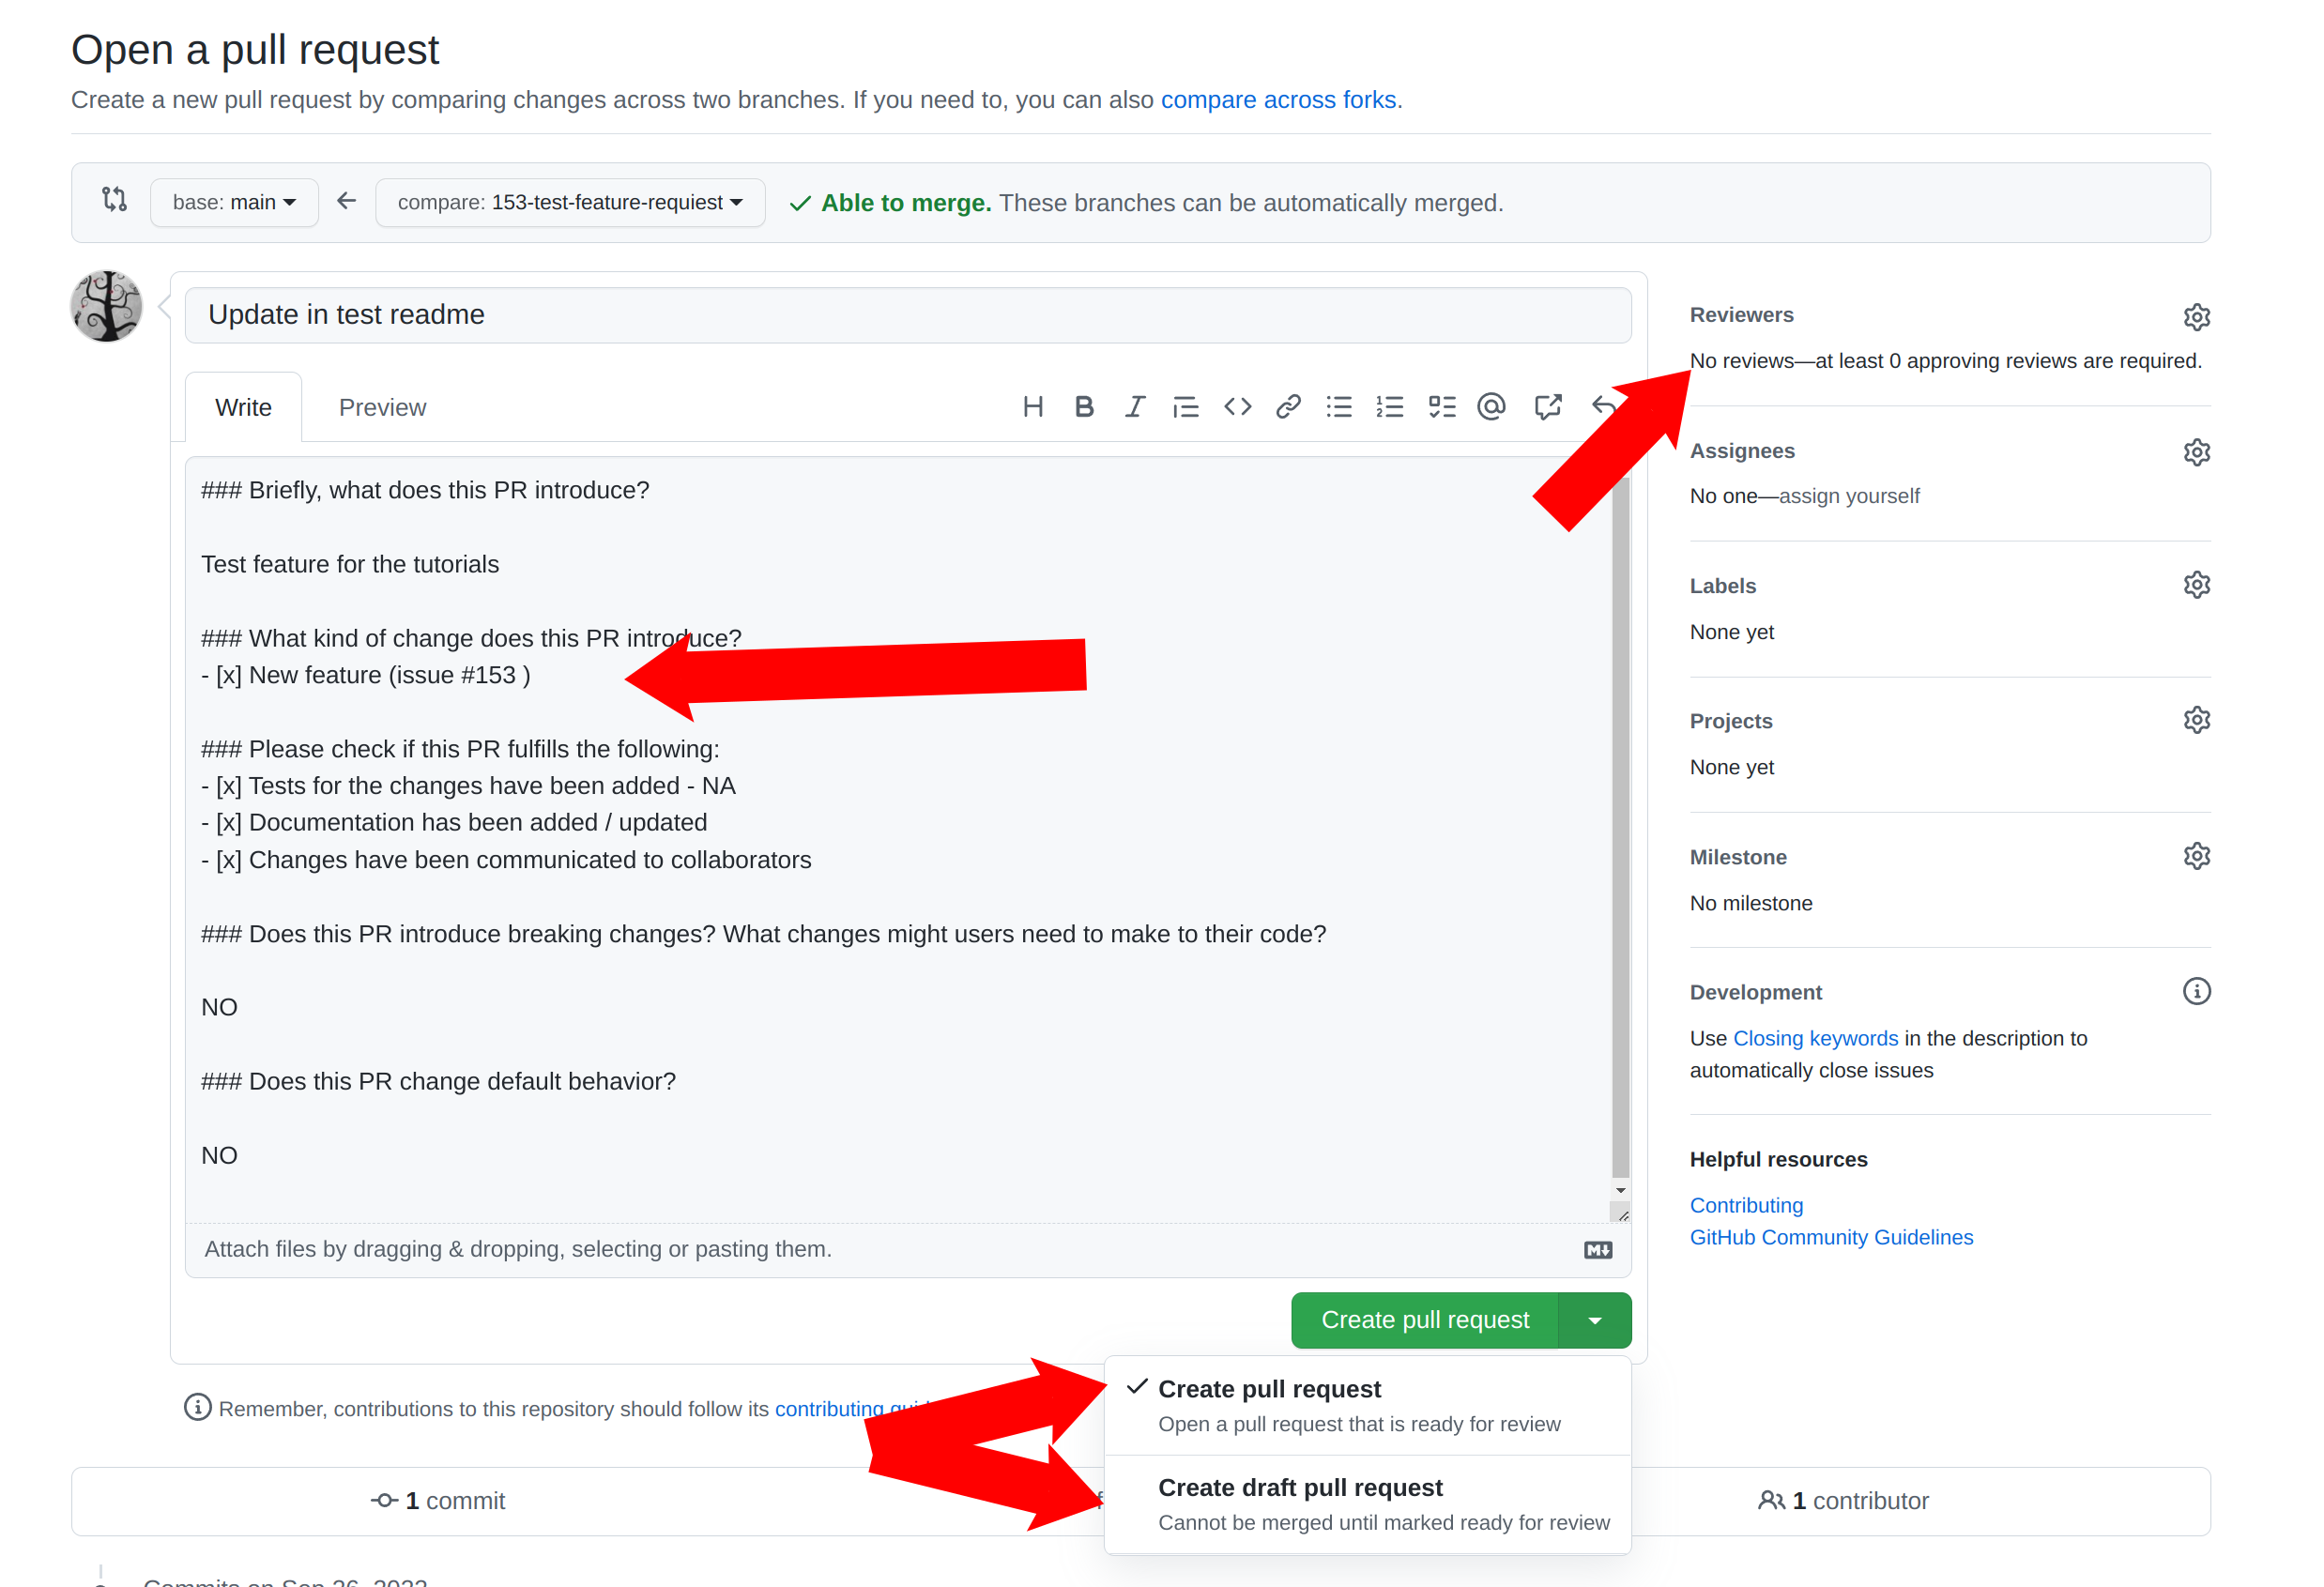 Open a pull request
Create a new pull request by comparing changes across two branches. If you need to, you can also compare across forks.
base: main
compare: 153-test-feature-requiest
Able to merge. These branches can be automatically merged.
Update in test readme
Write
Preview
### Briefly, what does this PR introduce?
Test feature for the tutorials
### What kind of change does this PR introduce?
- [x] New feature (issue #153 )
### Please check if this PR fulfills the following:
- [x] Tests for the changes have been added - NA
- [x] Documentation has been added / updated
- [x] Changes have been communicated to collaborators
### Does this PR introduce breaking changes? What changes might users need to make to their code?
NO
### Does this PR change default behavior?
NO
Attach files by dragging & dropping, selecting or pasting them.
Create pull request
Create pull request
Open a pull request that is ready for review
Create draft pull request
Cannot be merged until marked ready for review
Remember, contributions to this repository should follow its contributing
1 commit
1 contributor
Commits on Sep 26, 2022
Reviewers
No reviews—at least 0 approving reviews are required.
Assignees
No one—assign yourself
Labels
None yet
Projects
None yet
Milestone
No milestone
Development
Use Closing keywords in the description to
automatically close issues
Helpful resources
Contributing
GitHub Community Guidelines